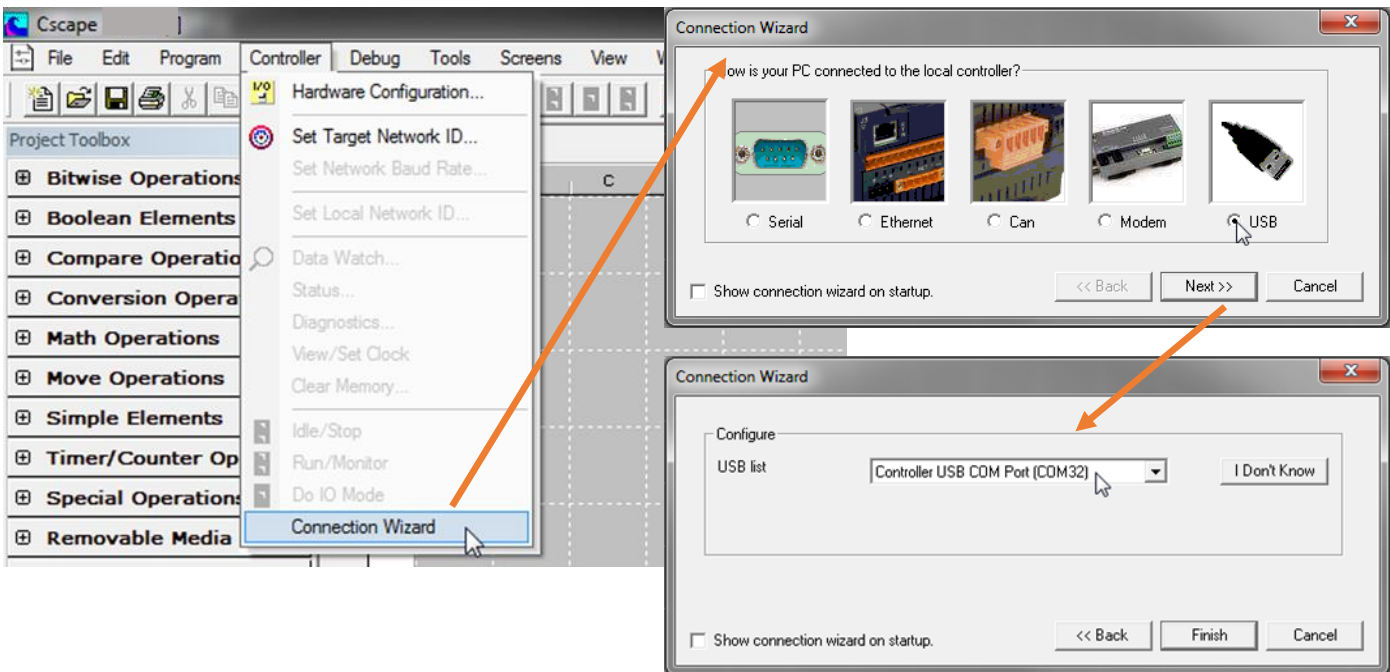 Cscape ]
File Edit Program Controller Debug Tools Screens View
Project Toolbox
Bitwise Operations
Boolean Elements
Compare Operatio
Conversion Opera
Math Operations
Move Operations
Simple Elements
Timer/Counter Op
Special Operations
Removable Media
I/O
Hardware Configuration...
Set Target Network ID...
Set Network Baud Rate...
Set Local Network ID...
Data Watch...
Status...
Diagnostics...
View/Set Clock
Clear Memory...
Idle/Stop
Run/Monitor
Do IO Mode
Connection Wizard
C
Connection Wizard
ow is your PC connected to the local controller?
Serial Ethernet Can Modem USB
Show connection wizard on startup.
<< Back Next >> Cancel
Connection Wizard
Configure
USB list Controller USB COM Port (COM32) I Don't Know
Show connection wizard on startup.
<< Back Finish Cancel